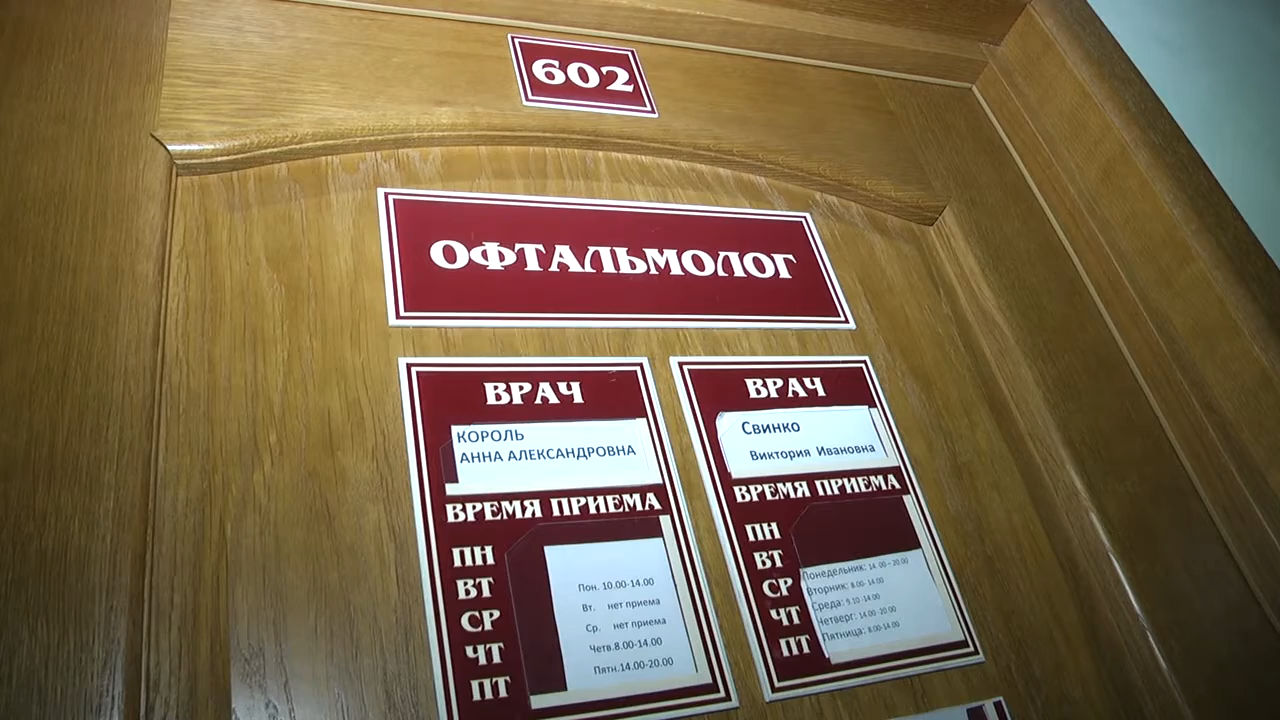 602
ОФТАЛЬМОЛОГ
ВРАЧ
КОРОЛЬ
АННА АЛЕКСАНДРОВНА
ВРЕМЯ ПРИЕМА
ПН
ВТ
СР
ЧТ
ПТ
Пон. 10.00-14.00
Вт. нет приема
Ср. нет приема
Четв.8.00-14.00
Пятн.14.00-20.00
ВРАЧ
Свинко
Виктория Ивановна
ВРЕМЯ ПРИЕМА
ПН
ВТ
СР
ЧТ
ПТ
Понедельник: 14.00-20.00
Вторник: 8.00-14.00
Среда: 9.10-14.00
Четверг: 14.00-20.00
Пятница: 8.00-14.00